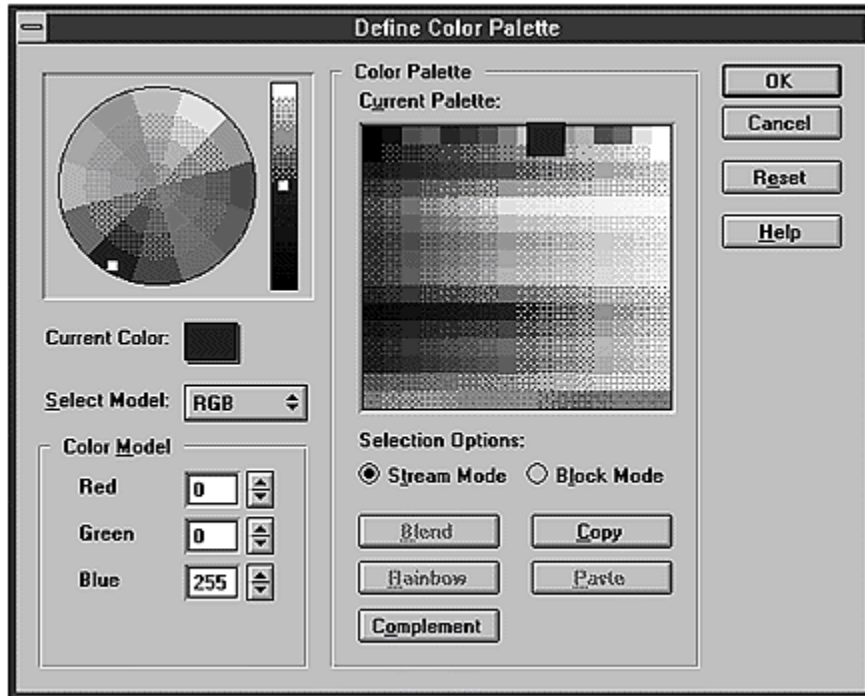 Define Color Palette
Color Palette
Current Palette:
OK
Cancel
Reset
Help
Current Color:
Select Model: RGB
Color Model
Red 0
Green 0
Blue 255
Selection Options:
Stream Mode Block Mode
Blend Copy
Rainbow Paste
Complement